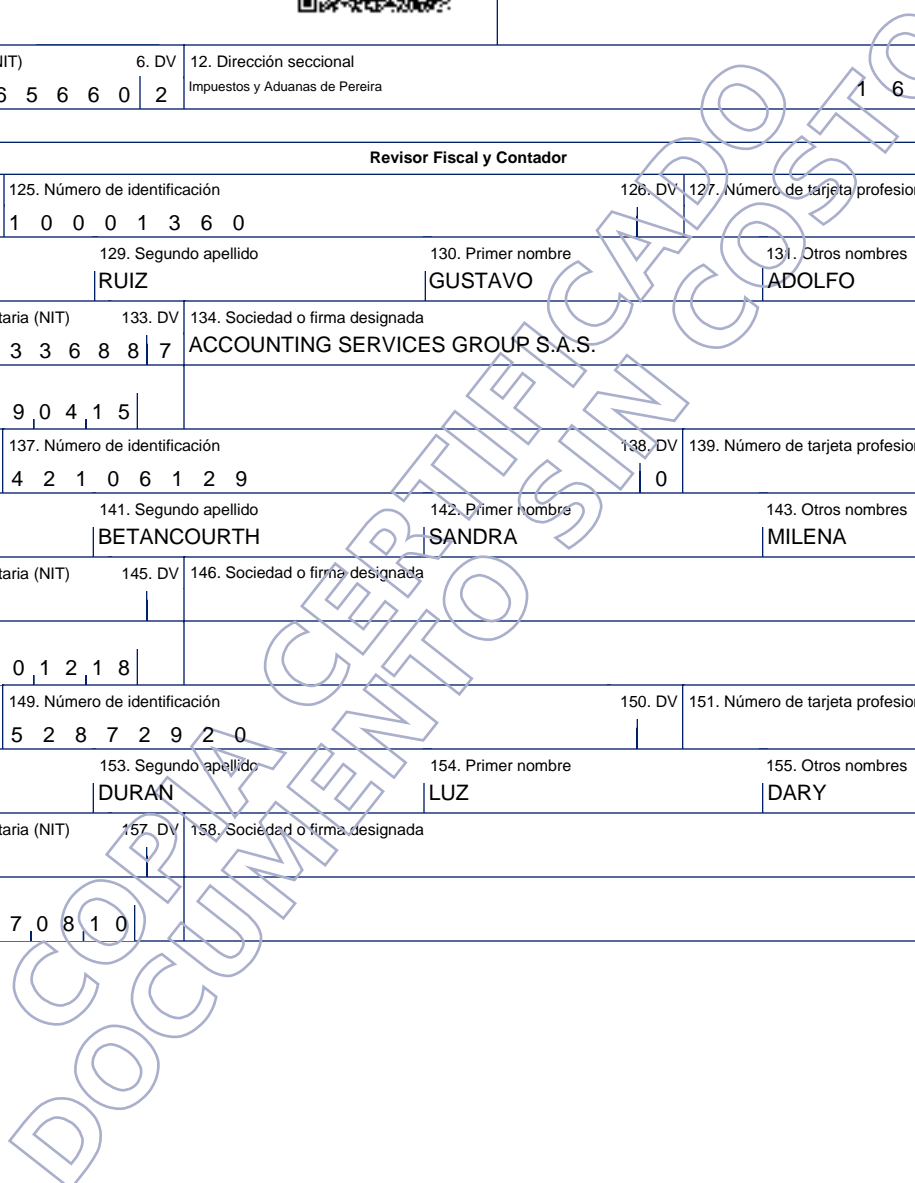 NIT) 6. DV 12. Dirección seccional
6 5 6 6 0 2 Impuestos y Aduanas de Pereira 1 6
Revisor Fiscal y Contador
125. Número de identificación 126. DV 127. Número de tarjeta profesion
1 0 0 0 1 3 6 0
129. Segundo apellido 130. Primer nombre 131. Otros nombres
RUIZ GUSTAVO ADOLFO
taria (NIT) 133. DV 134. Sociedad o firma designada
3 3 6 8 8 7 ACCOUNTING SERVICES GROUP S.A.S.
9 0 4 1 5
137. Número de identificación 138. DV 139. Número de tarjeta profesion
4 2 1 0 6 1 2 9 0
141. Segundo apellido 142. Primer nombre 143. Otros nombres
BETANCOURTH SANDRA MILENA
taria (NIT) 145. DV 146. Sociedad o firma designada
0 1 2 1 8
149. Número de identificación 150. DV 151. Número de tarjeta profesion
5 2 8 7 2 9 2 0
153. Segundo apellido 154. Primer nombre 155. Otros nombres
DURAN LUZ DARY
taria (NIT) 157. DV 158. Sociedad o firma designada
7 0 8 1 0
COPIA CERTIFICADO
DOCUMENTO SIN COSTO